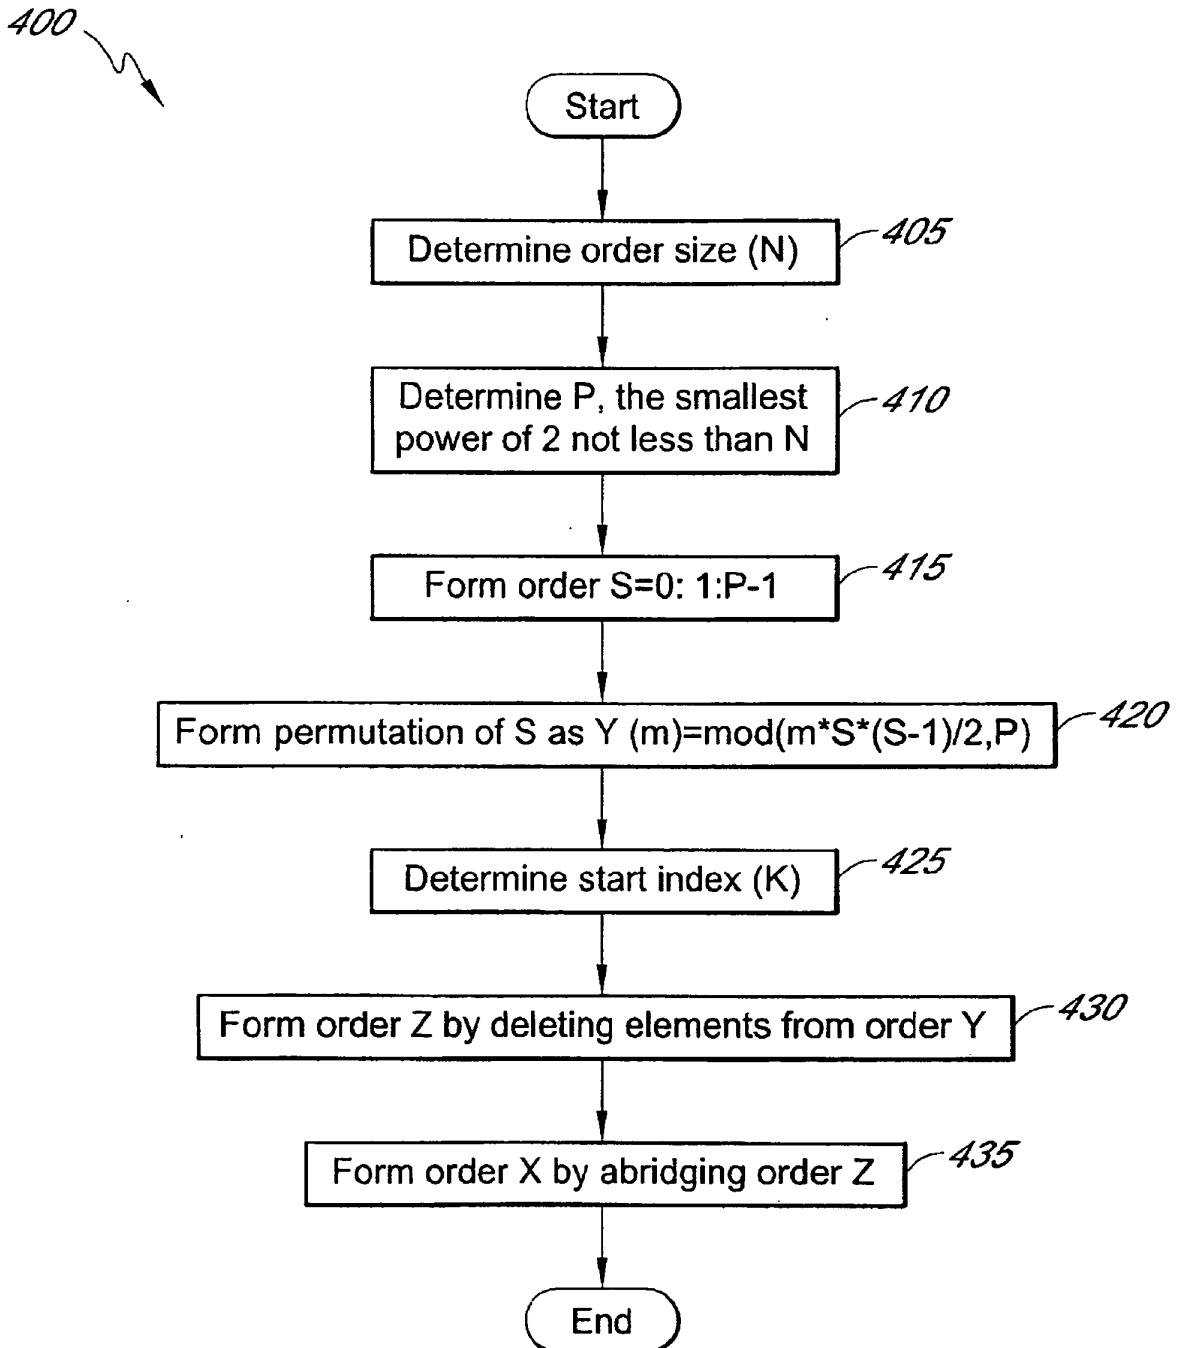 400
Start
Determine order size (N)
405
Determine P, the smallest
power of 2 not less than N
410
Form order S=0: 1:P-1
415
Form permutation of S as Y (m)=mod(m*S*(S-1)/2,P)
420
Determine start index (K)
425
Form order Z by deleting elements from order Y
430
Form order X by abridging order Z
435
End